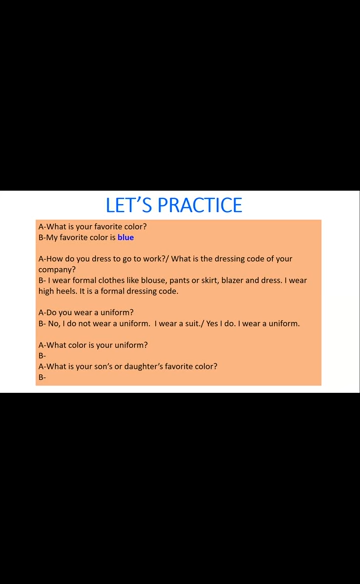 LET'S PRACTICE
A-What is your favorite color?
B-My favorite color is blue
A-How do you dress to go to work?/ What is the dressing code of your
company?
B- I wear formal clothes like blouse, pants or skirt, blazer and dress. I wear
high heels. It is a formal dressing code.
A-Do you wear a uniform?
B- No, I do not wear a uniform.  I wear a suit./ Yes I do. I wear a uniform.
A-What color is your uniform?
B-
A-What is your son's or daughter's favorite color?
B-